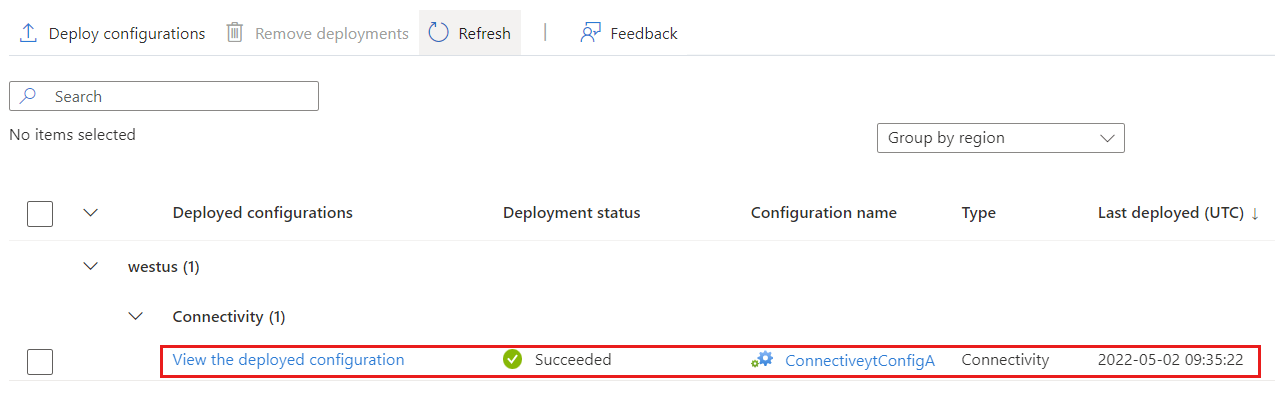 Deploy configurations Remove deployments Refresh | Feedback
Search
No items selected
Group by region
Deployed configurations Deployment status Configuration name Type Last deployed (UTC) ↓
westus (1)
Connectivity (1)
View the deployed configuration Succeeded ConnectiveytConfigA Connectivity 2022-05-02 09:35:22